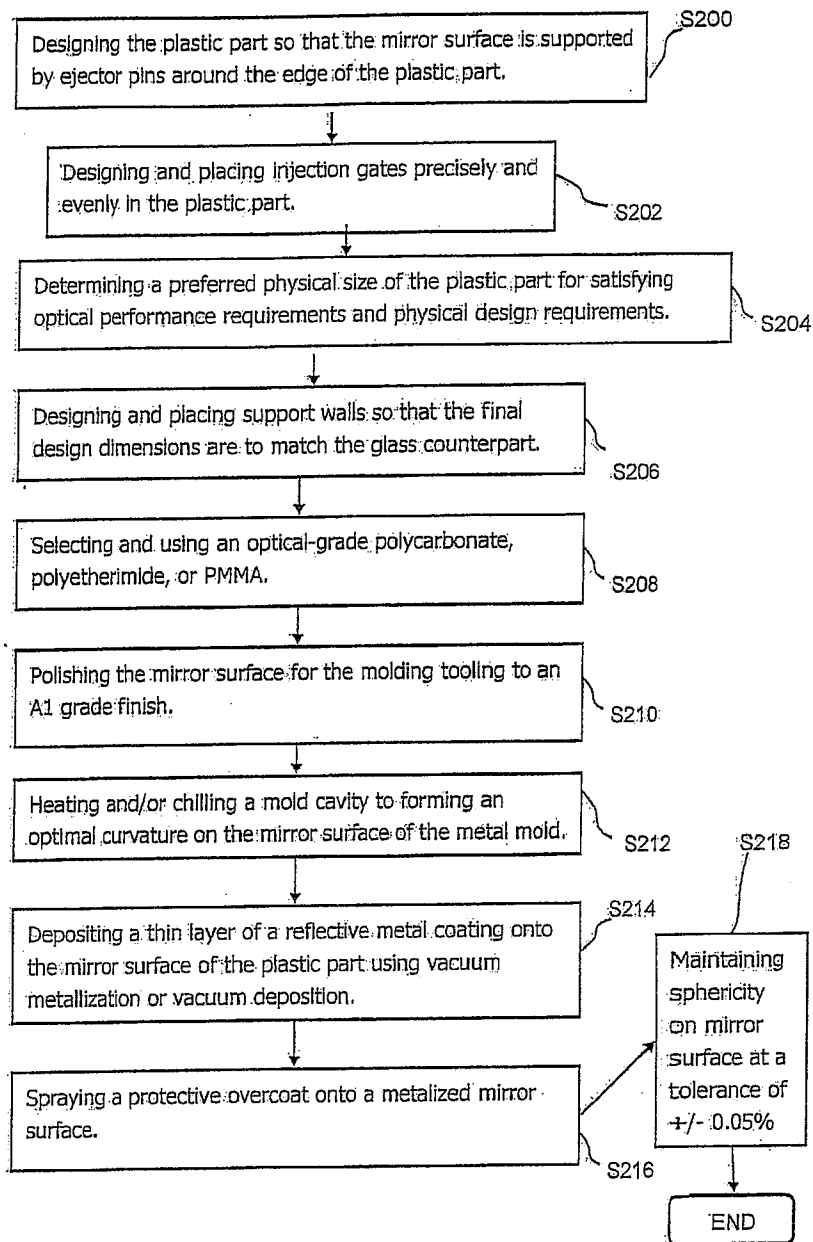 S200
Designing the plastic part so that the mirror surface is supported
by ejector pins around the edge of the plastic part.
Designing and placing injection gates precisely and
evenly in the plastic part.
S202
Determining a preferred physical size of the plastic part for satisfying
optical performance requirements and physical design requirements.
S204
Designing and placing support walls so that the final
design dimensions are to match the glass counterpart.
S206
Selecting and using an optical-grade polycarbonate,
polyetherimide, or PMMA.
S208
Polishing the mirror surface for the molding tooling to an
A1 grade finish.
S210
Heating and/or chilling a mold cavity to forming an
optimal curvature on the mirror surface of the metal mold.
S212
S218
Depositing a thin layer of a reflective metal coating onto
the mirror surface of the plastic part using vacuum
metallization or vacuum deposition.
S214
Spraying a protective overcoat onto a metalized mirror
surface.
S216
Maintaining
sphericity
on mirror
surface at a
tolerance of
+/- 0.05%
END